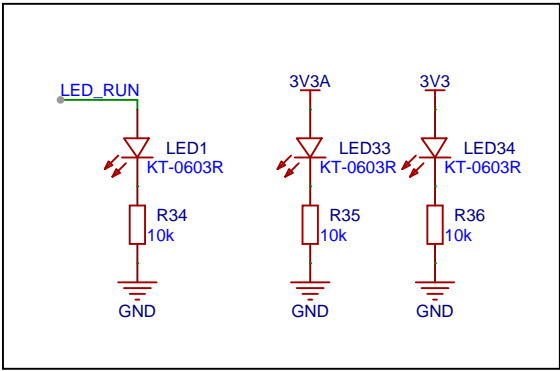 LED_RUN
3V3A
3V3
LED1
KT-0603R
LED33
KT-0603R
LED34
KT-0603R
R34
10k
R35
10k
R36
10k
GND
GND
GND